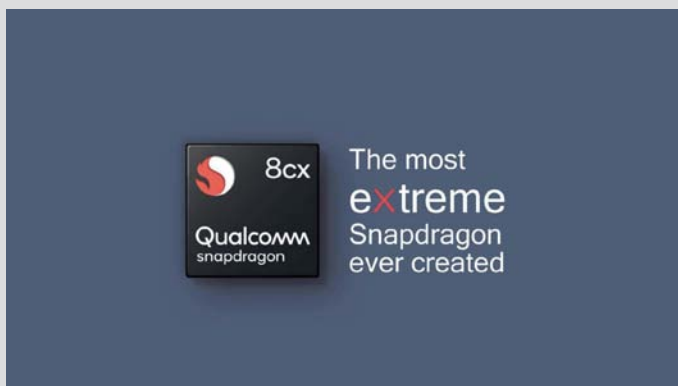 8cx
Qualcomm
snapdragon
The most
extreme
Snapdragon
ever created